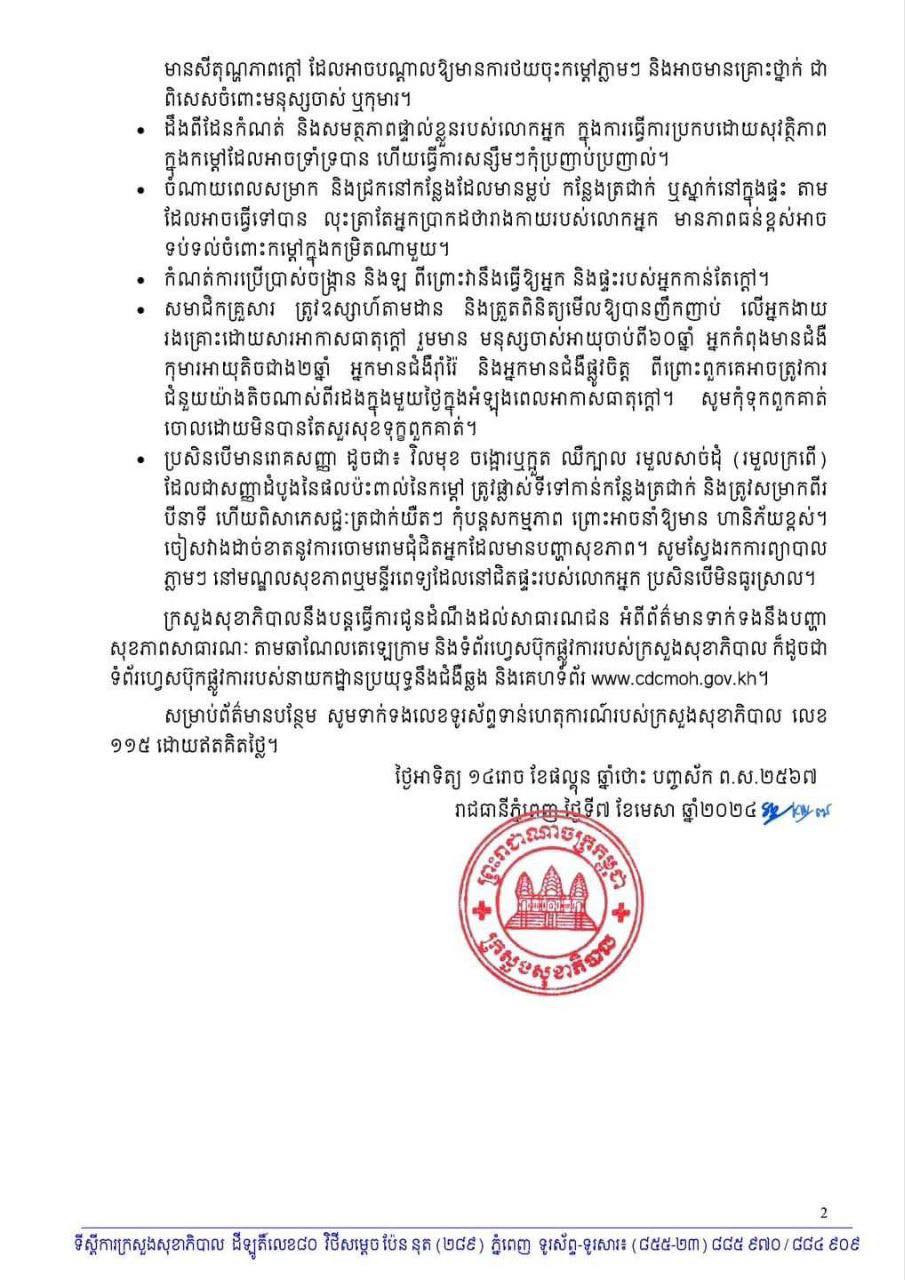 មានសីតុណ្ហភាពក្ដៅ ដែលអាចបណ្ដាលឱ្យមានការថយចុះកម្ដៅភ្លាមៗ និងអាចមានគ្រោះថ្នាក់ ជា
ពិសេសចំពោះមនុស្សចាស់ ឬកុមារ។
• ដឹងពីដែនកំណត់ និងសមត្ថភាពផ្ទាល់ខ្លួនរបស់លោកអ្នក ក្នុងការធ្វើការប្រកបដោយសុវត្ថិភាព
ក្នុងកម្ដៅដែលអាចទ្រាំទ្របាន ហើយធ្វើការសន្សឹមៗកុំប្រញាប់ប្រញាល់។
• ចំណាយពេលសម្រាក និងជ្រកនៅកន្លែងដែលមានម្លប់ កន្លែងត្រជាក់ ឬស្នាក់នៅក្នុងផ្ទះ តាម
ដែលអាចធ្វើទៅបាន លុះត្រាតែអ្នកប្រាកដថារាងកាយរបស់លោកអ្នក មានភាពធន់ខ្ពស់អាច
ទប់ទល់ចំពោះកម្ដៅក្នុងកម្រិតណាមួយ។
• កំណត់ការប្រើប្រាស់ចង្ក្រាន និងឡ ពីព្រោះវានឹងធ្វើឱ្យអ្នក និងផ្ទះរបស់អ្នកកាន់តែក្ដៅ។
• សមាជិកគ្រួសារ ត្រូវឧស្សាហ៍តាមដាន និងត្រួតពិនិត្យមើលឱ្យបានញឹកញាប់ លើអ្នកងាយ
រងគ្រោះដោយសារអាកាសធាតុក្ដៅ រួមមាន មនុស្សចាស់អាយុចាប់ពី៦០ឆ្នាំ អ្នកកំពុងមានជំងឺ
កុមារអាយុតិចជាង២ឆ្នាំ អ្នកមានជំងឺរ៉ាំរ៉ៃ និងអ្នកមានជំងឺផ្លូវចិត្ត ពីព្រោះពួកគេអាចត្រូវការ
ជំនួយយ៉ាងតិចណាស់ពីរដងក្នុងមួយថ្ងៃក្នុងអំឡុងពេលអាកាសធាតុក្ដៅ។ សូមកុំទុកពួកគាត់
ចោលដោយមិនបានតែសួរសុខទុក្ខពួកគាត់។
• ប្រសិនបើមានរោគសញ្ញា ដូចជា៖ វិលមុខ ចង្អោរឬក្អួត ឈឺក្បាល រមួលសាច់ដុំ (រមួលក្រពើ)
ដែលជាសញ្ញាដំបូងនៃផលប៉ះពាល់នៃកម្ដៅ ត្រូវផ្លាស់ទីទៅកាន់កន្លែងត្រជាក់ និងត្រូវសម្រាកពីរ
បីនាទី ហើយពិសាភេសជ្ជៈត្រជាក់យឺតៗ កុំបន្តសកម្មភាព ព្រោះអាចនាំឱ្យមាន ហានិភ័យខ្ពស់។
ចៀសវាងដាច់ខាតនូវការចោមរោមជុំជិតអ្នកដែលមានបញ្ហាសុខភាព។ សូមស្វែងរកការព្យាបាល
ភ្លាមៗ នៅមណ្ឌលសុខភាពឬមន្ទីរពេទ្យដែលនៅជិតផ្ទះរបស់លោកអ្នក ប្រសិនបើមិនធូរស្រាល។
ក្រសួងសុខាភិបាលនឹងបន្តធ្វើការជូនដំណឹងដល់សាធារណជន អំពីព័ត៌មានទាក់ទងនឹងបញ្ហា
សុខភាពសាធារណៈ តាមឆាណែលតេឡេក្រាម និងទំព័រហ្វេសប៊ុកផ្លូវការរបស់ក្រសួងសុខាភិបាល ក៏ដូចជា
ទំព័រហ្វេសប៊ុកផ្លូវការរបស់នាយកដ្ឋានប្រយុទ្ធនឹងជំងឺឆ្លង និងគេហទំព័រ www.cdcmoh.gov.kh។
សម្រាប់ព័ត៌មានបន្ថែម សូមទាក់ទងលេខទូរស័ព្ទទាន់ហេតុការណ៍របស់ក្រសួងសុខាភិបាល លេខ
១១៥ ដោយឥតគិតថ្លៃ។
ថ្ងៃអាទិត្យ ១៤រោច ខែផល្គុន ឆ្នាំថោះ បញ្ចស័ក ព.ស.២៥៦៧
រាជធានីភ្នំពេញ ថ្ងៃទី៧ ខែមេសា ឆ្នាំ២០២៤
ព្រះរាជាណាចក្រកម្ពុជា
ក្រសួងសុខាភិបាល
2
ទីស្ដីការក្រសួងសុខាភិបាល ដីឡូត៍លេខ៨០ វិថីសម្ដេច ប៉ែន នុត (២៨៩) ភ្នំពេញ ទូរស័ព្ទ-ទូរសារ៖ (៨៥៥-២៣) ៨៨៥ ៩៧០ / ៨៨៤ ៩០៩